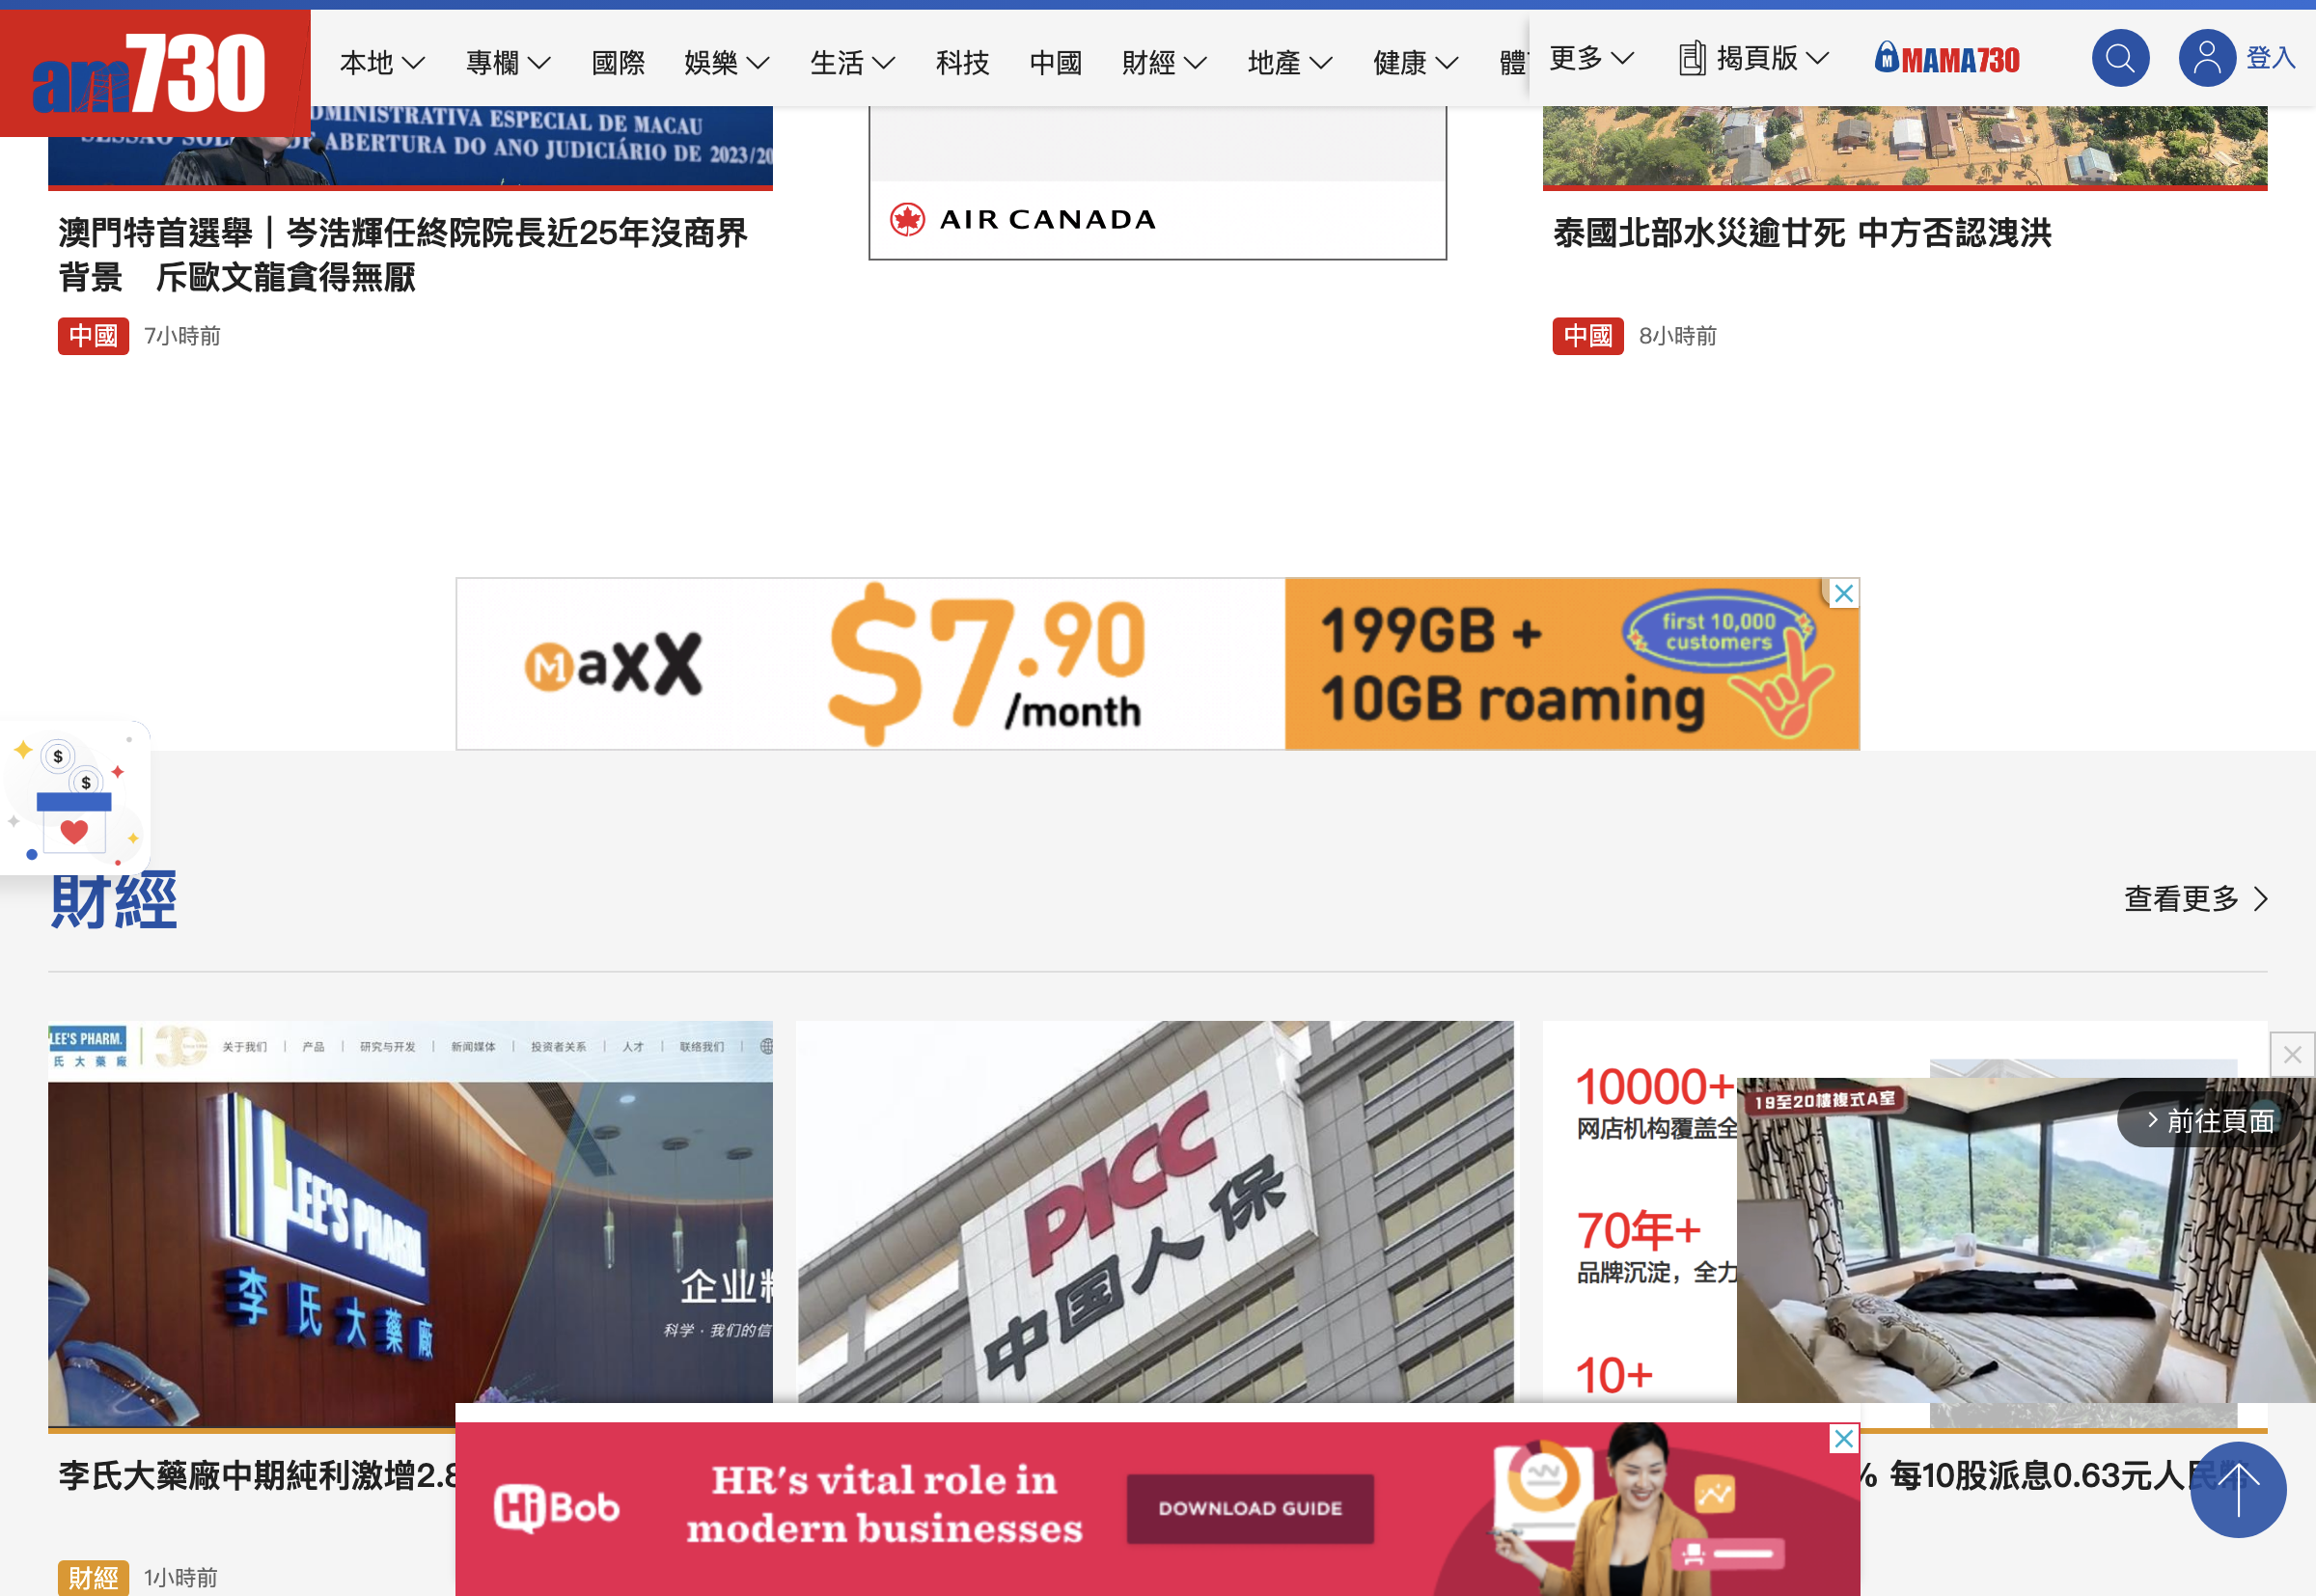 am730
本地
專欄
國際
娛樂
生活
科技
中國
財經
地產
健康
更多
揭頁版
MAMA730
登入
DMINISTRATIVA ESPECIAL DE MACAU
ABERTURA DO ANO JUDICIÁRIO DE 2023/20
澳門特首選舉｜岑浩輝任終院院長近25年沒商界
背景　斥歐文龍貪得無厭
中國 7小時前
AIR CANADA
泰國北部水災逾廿死 中方否認洩洪
中國 8小時前
M1 axx
$7.90
/month
199GB +
10GB roaming
first 10,000
customers
財經
查看更多
LEE'S PHARM.
氏大藥廠
关于我们 | 产品 | 研究与开发 | 新闻媒体 | 投资者关系 | 人才 | 联络我们 |
LEE'S PHARM.
李氏大藥廠
企业
科学 · 我们的信
PICC
中国人保
10000+
网店机构覆盖全
70年+
品牌沉淀，全力
10+
19至20樓複式A室
前往頁面
李氏大藥廠中期純利激增2.8
財經 1小時前
% 每10股派息0.63元人民幣
HiBob
HR's vital role in
modern businesses
DOWNLOAD GUIDE